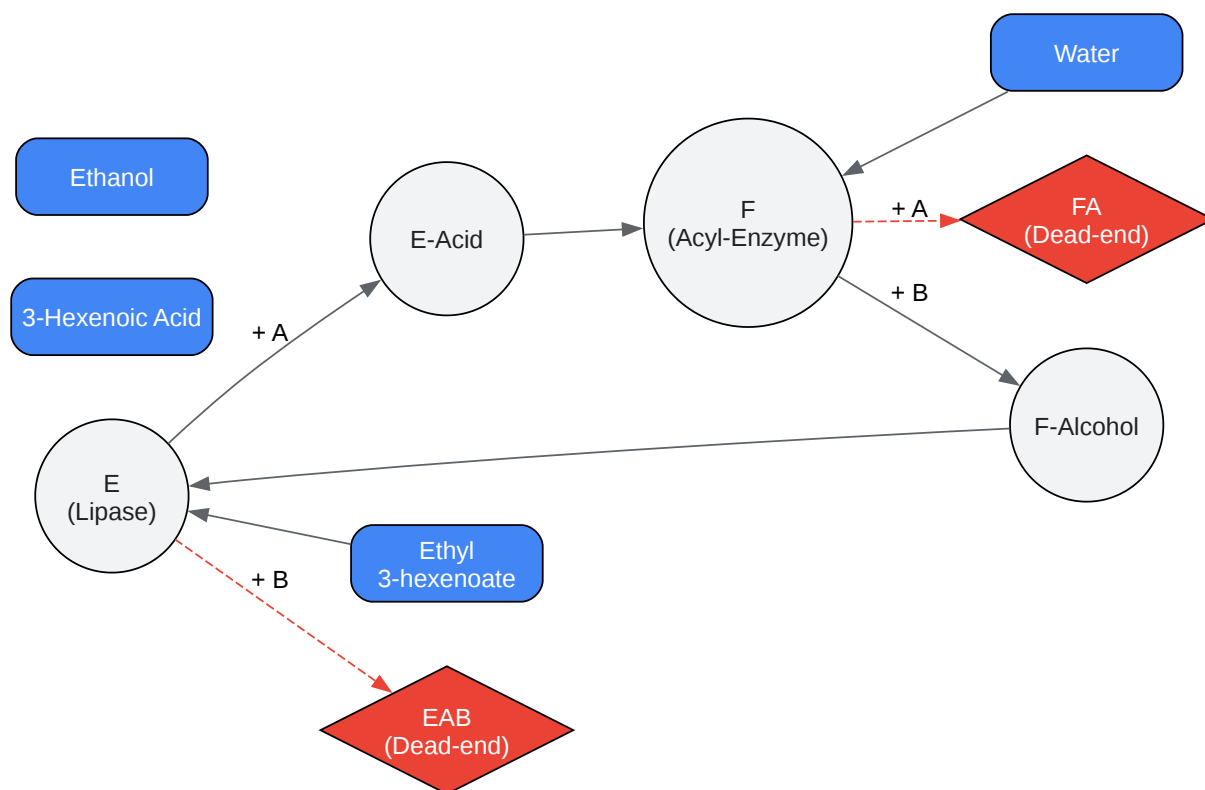 Water
Ethanol
E-Acid
F
(Acyl-Enzyme)
+ A
FA
(Dead-end)
3-Hexenoic Acid
+ A
+ B
F-Alcohol
E
(Lipase)
Ethyl
3-hexenoate
+ B
EAB
(Dead-end)